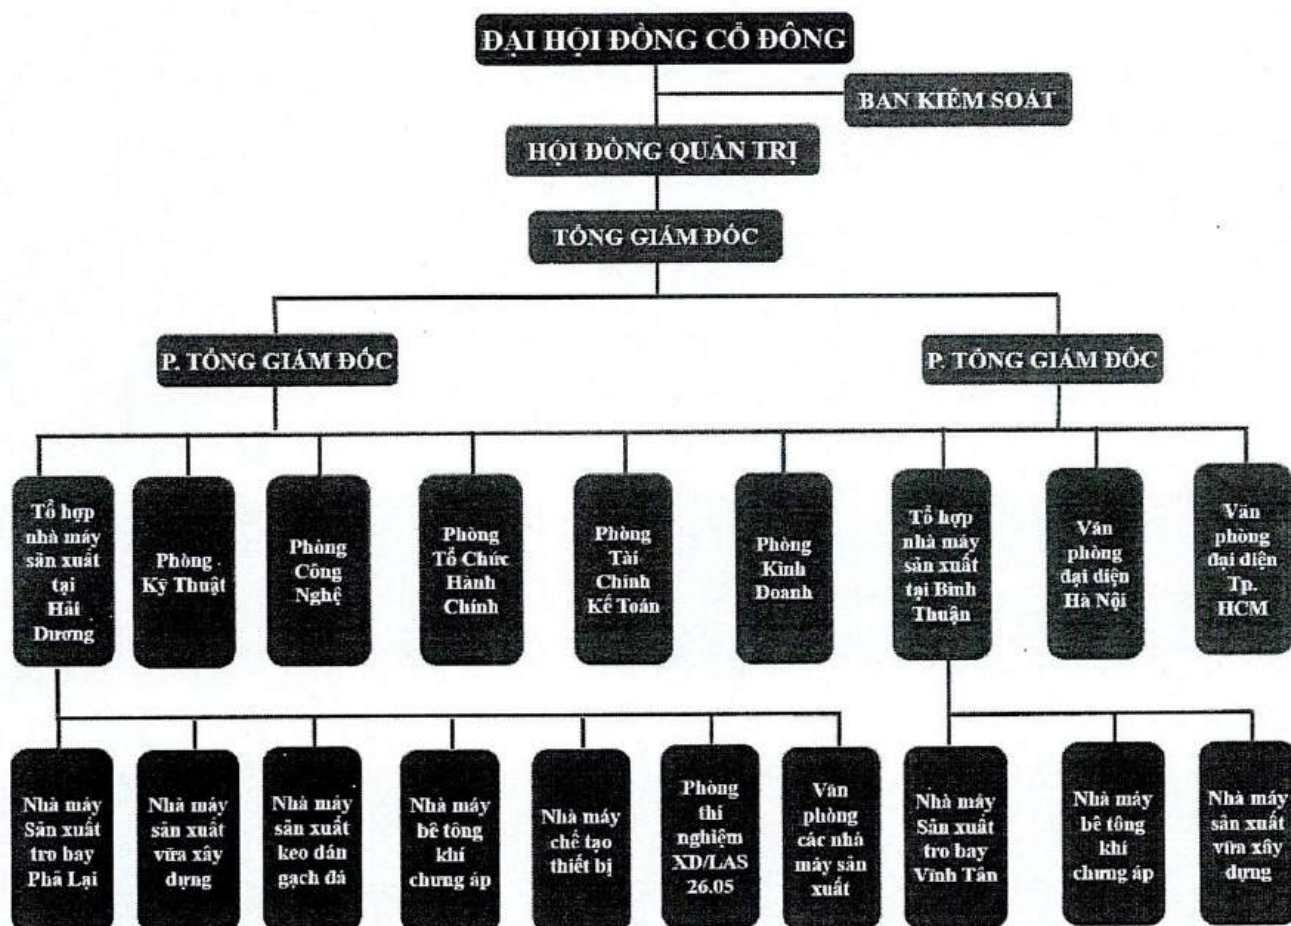 ĐẠI HỘI ĐỒNG CỔ ĐÔNG
BAN KIỂM SOÁT
HỘI ĐỒNG QUẢN TRỊ
TỔNG GIÁM ĐỐC
P. TỔNG GIÁM ĐỐC
P. TỔNG GIÁM ĐỐC
Tổ hợp
nhà máy
sản xuất
tại
Hải
Dương
Phòng
Kỹ Thuật
Phòng
Công
Nghệ
Phòng
Tổ Chức
Hành
Chính
Phòng
Tài
Chính
Kế Toán
Phòng
Kinh
Doanh
Tổ hợp
nhà máy
sản xuất
tại Bình
Thuận
Văn
phòng
đại diện
Hà Nội
Văn
phòng
đại diện
Tp.
HCM
Nhà máy
Sản xuất
tro bay
Phả Lại
Nhà máy
sản xuất
vữa xây
dựng
Nhà máy
sản xuất
keo dán
gạch đá
Nhà máy
bê tông
khí
chưng áp
Nhà máy
chế tạo
thiết bị
Phòng
thí
nghiệm
XD/LAS
26.05
Văn
phòng
các nhà
máy sản
xuất
Nhà máy
Sản xuất
tro bay
Vĩnh Tân
Nhà máy
bê tông
khí
chưng áp
Nhà máy
sản xuất
vữa xây
dựng